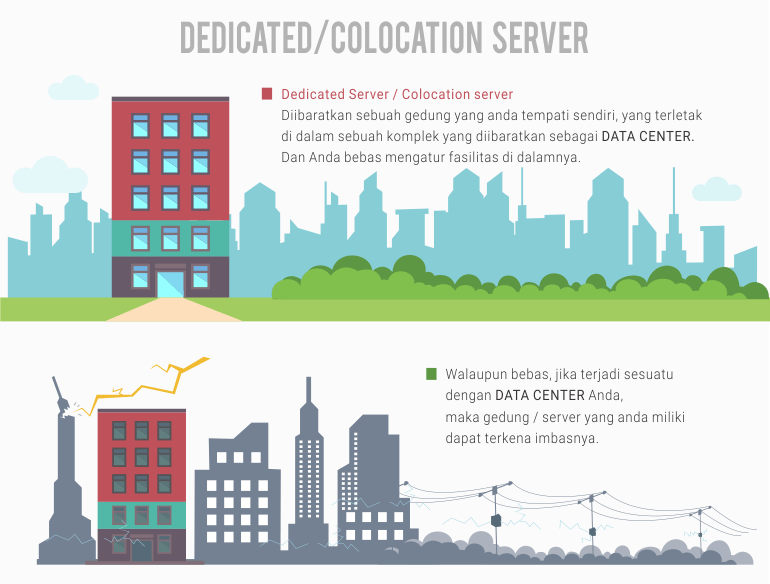 DEDICATED/COLOCATION SERVER
Dedicated Server / Colocation server
Diibaratkan sebuah gedung yang anda tempati sendiri, yang terletak
di dalam sebuah komplek yang diibaratkan sebagai DATA CENTER.
Dan Anda bebas mengatur fasilitas di dalamnya.
Walaupun bebas, jika terjadi sesuatu
dengan DATA CENTER Anda,
maka gedung / server yang anda miliki
dapat terkena imbasnya.